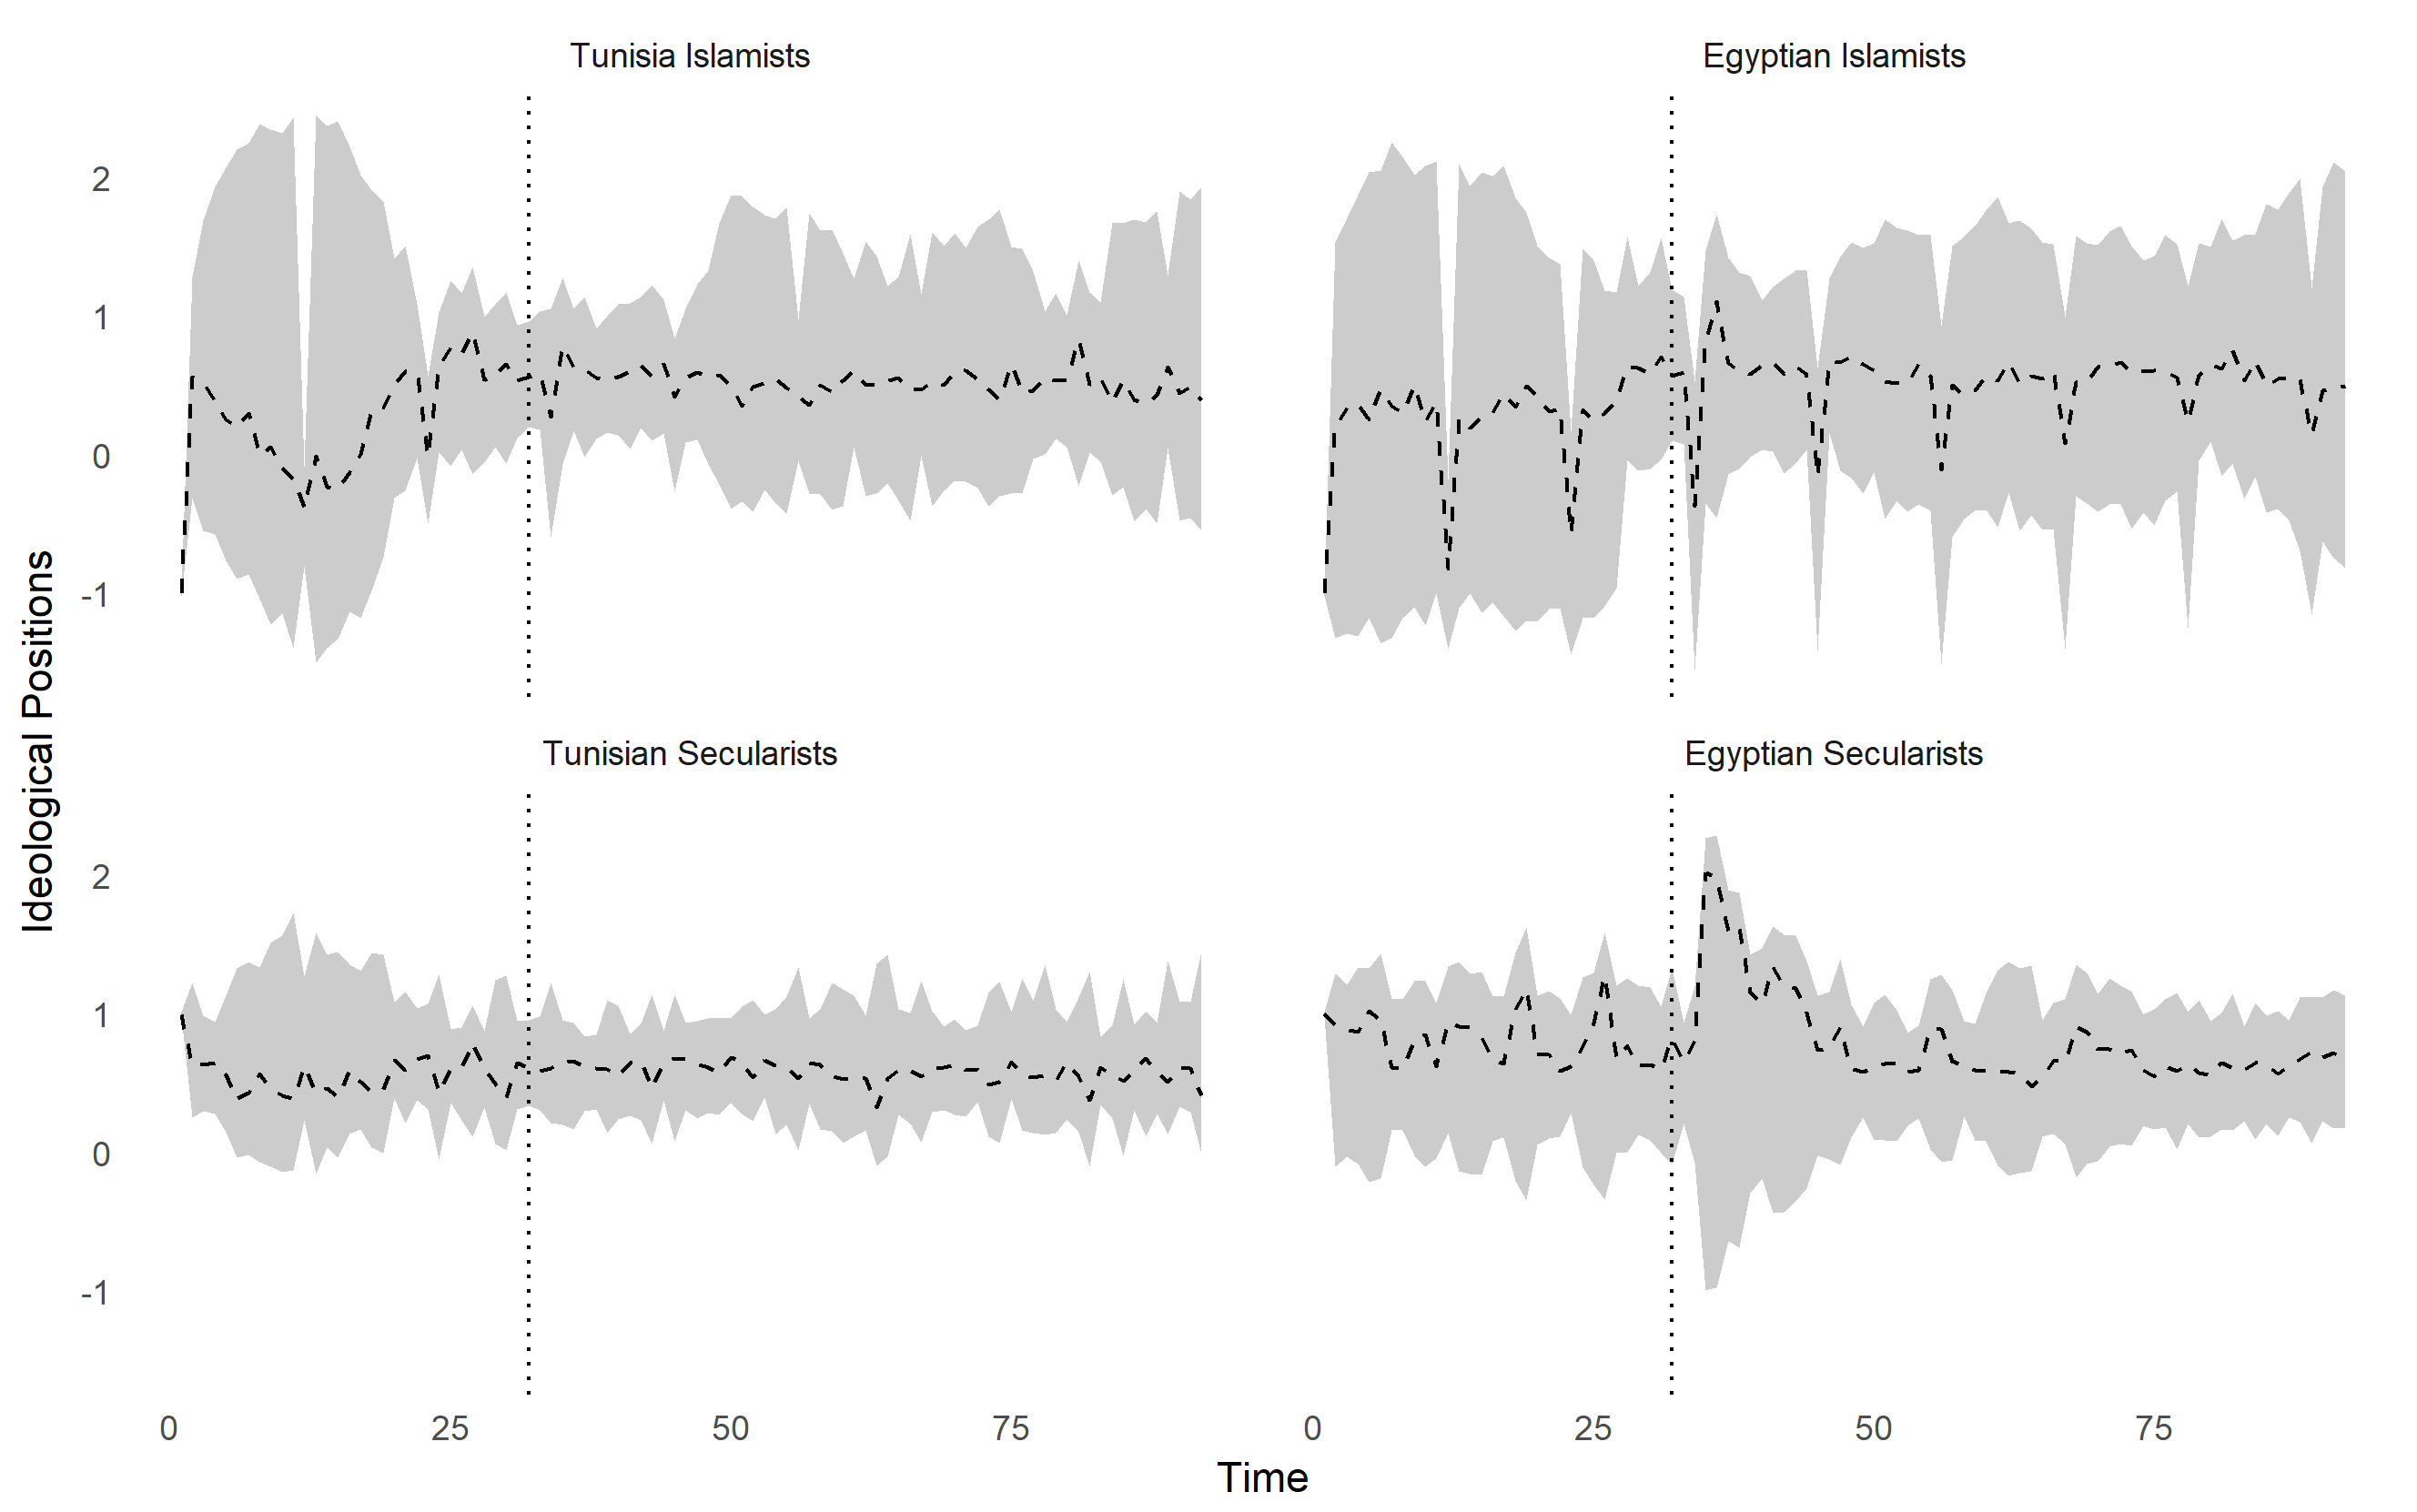 Tunisia Islamists
Egyptian Islamists
2
1
0
-1
Ideological Positions
Tunisian Secularists
Egyptian Secularists
2
1
0
-1
0
25
50
75
0
25
50
75
Time